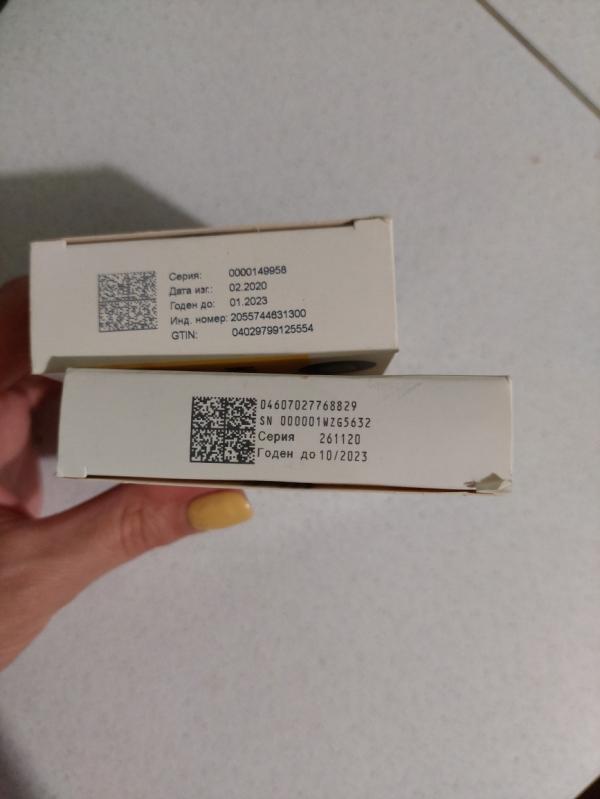 Серия: 0000149958
Дата изг.: 02.2020
Годен до: 01.2023
Инд. номер: 2055744831300
GTIN: 04029799125554
04607027768829
SN 000001WZG5632
Серия 261120
Годен до 10/2023